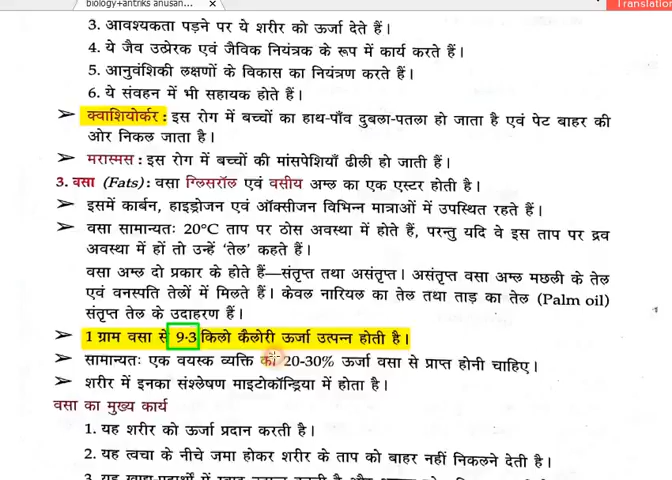 biology+antriks anusan...
×
Translation
3. आवश्यकता पड़ने पर ये शरीर को ऊर्जा देते हैं।
4. ये जैव उत्प्रेरक एवं जैविक नियंत्रक के रूप में कार्य करते हैं।
5. आनुवंशिकी लक्षणों के विकास का नियंत्रण करते हैं।
6. ये संवहन में भी सहायक होते हैं।
➢ क्वाशियोर्कर : इस रोग में बच्चों का हाथ-पाँव दुबला-पतला हो जाता है एवं पेट बाहर की
ओर निकल जाता है।
➢ मरास्मस : इस रोग में बच्चों की मांसपेशियाँ ढीली हो जाती हैं।
3. वसा (Fats) : वसा ग्लिसरॉल एवं वसीय अम्ल का एक एस्टर होती है।
➢ इसमें कार्बन, हाइड्रोजन एवं ऑक्सीजन विभिन्न मात्राओं में उपस्थित रहते हैं।
➢ वसा सामान्यतः 20°C ताप पर ठोस अवस्था में होते हैं, परन्तु यदि वे इस ताप पर द्रव
अवस्था में हों तो उन्हें 'तेल' कहते हैं।
वसा अम्ल दो प्रकार के होते हैं—संतृप्त तथा असंतृप्त। असंतृप्त वसा अम्ल मछली के तेल
एवं वनस्पति तेलों में मिलते हैं। केवल नारियल का तेल तथा ताड़ का तेल (Palm oil)
संतृप्त तेल के उदाहरण हैं।
➢ 1 ग्राम वसा से 9·3 किलो कैलोरी ऊर्जा उत्पन्न होती है।
➢ सामान्यतः एक वयस्क व्यक्ति को 20-30% ऊर्जा वसा से प्राप्त होनी चाहिए।
➢ शरीर में इनका संश्लेषण माइटोकॉन्ड्रिया में होता है।
वसा का मुख्य कार्य
1. यह शरीर को ऊर्जा प्रदान करती है।
2. यह त्वचा के नीचे जमा होकर शरीर के ताप को बाहर नहीं निकलने देती है।